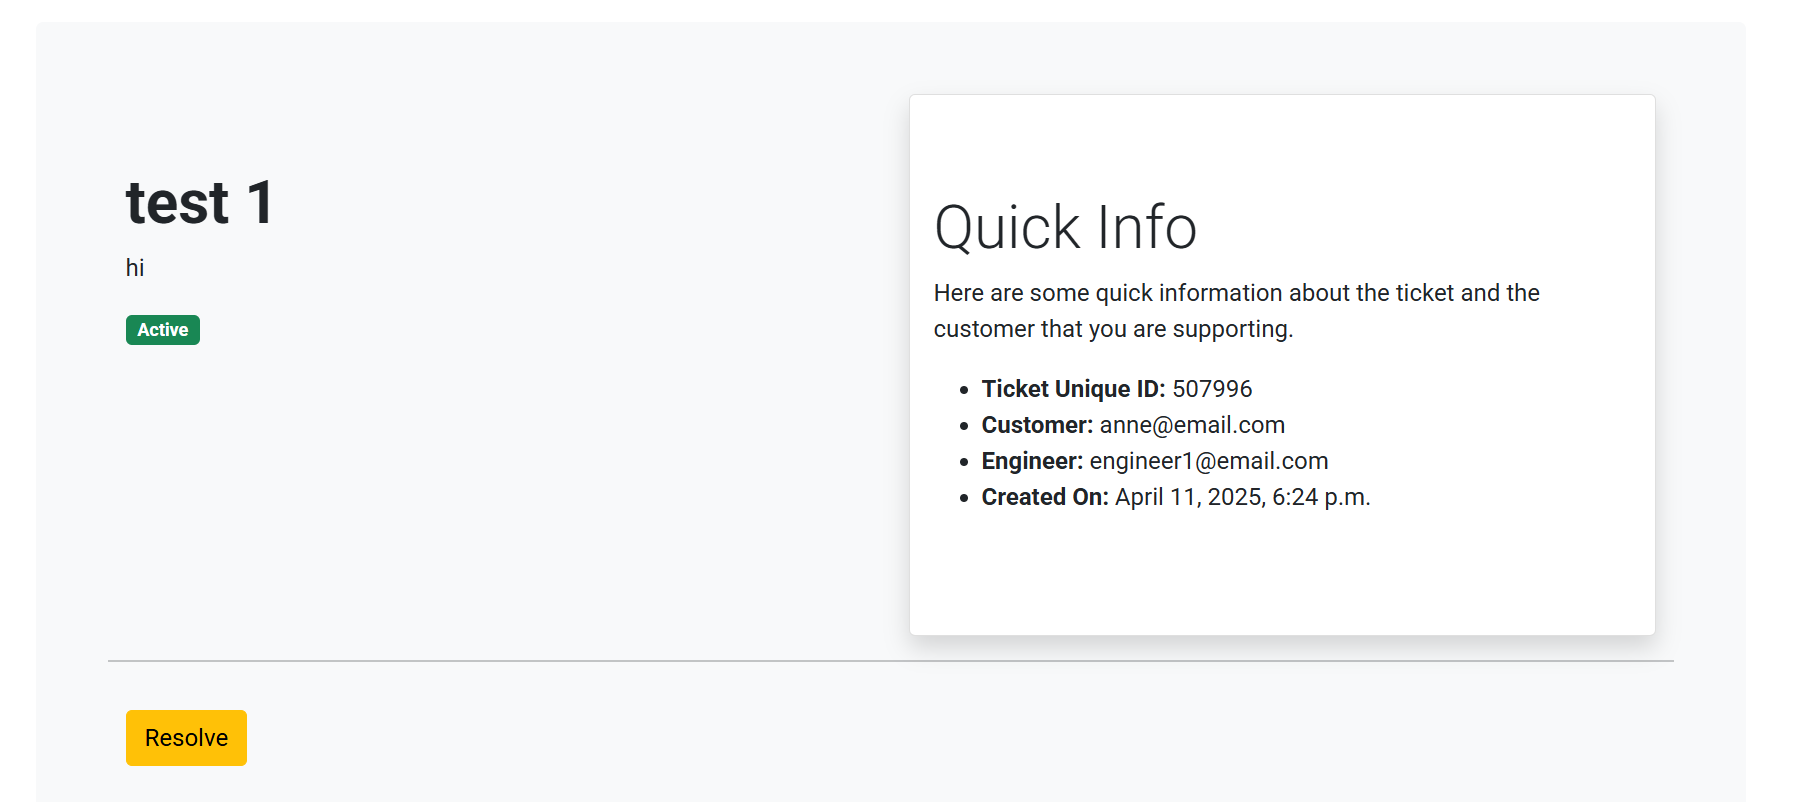 test 1
hi
Active
Quick Info
Here are some quick information about the ticket and the
customer that you are supporting.
Ticket Unique ID: 507996
Customer: anne@email.com
Engineer: engineer1@email.com
Created On: April 11, 2025, 6:24 p.m.
Resolve